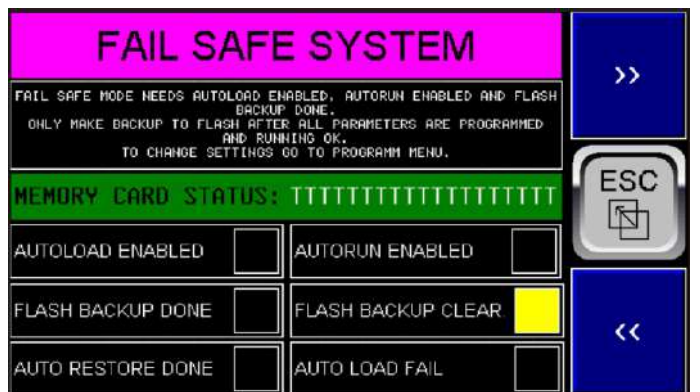 FAIL SAFE SYSTEM
FAIL SAFE MODE NEEDS AUTOLOAD ENABLED, AUTORUN ENABLED AND FLASH
BACKUP DONE.
ONLY MAKE BACKUP TO FLASH AFTER ALL PARAMETERS ARE PROGRAMMED
AND RUNNING OK.
TO CHANGE SETTINGS GO TO PROGRAMM MENU.
MEMORY CARD STATUS: TTTTTTTTTTTTTTTTTTTT
AUTOLOAD ENABLED
AUTORUN ENABLED
FLASH BACKUP DONE
FLASH BACKUP CLEAR
AUTO RESTORE DONE
AUTO LOAD FAIL
>>
ESC
<<